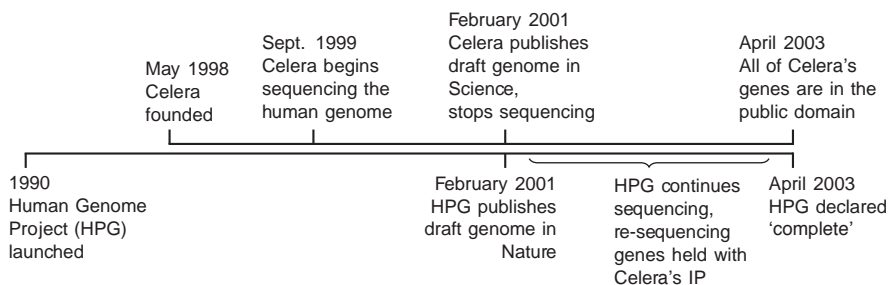 May 1998
Celera
founded
Sept. 1999
Celera begins
sequencing the
human genome
February 2001
Celera publishes
draft genome in
Science,
stops sequencing
April 2003
All of Celera's
genes are in the
public domain
1990
Human Genome
Project (HPG)
launched
February 2001
HPG publishes
draft genome in
Nature
HPG continues
sequencing,
re-sequencing
genes held with
Celera's IP
April 2003
HPG declared
'complete'